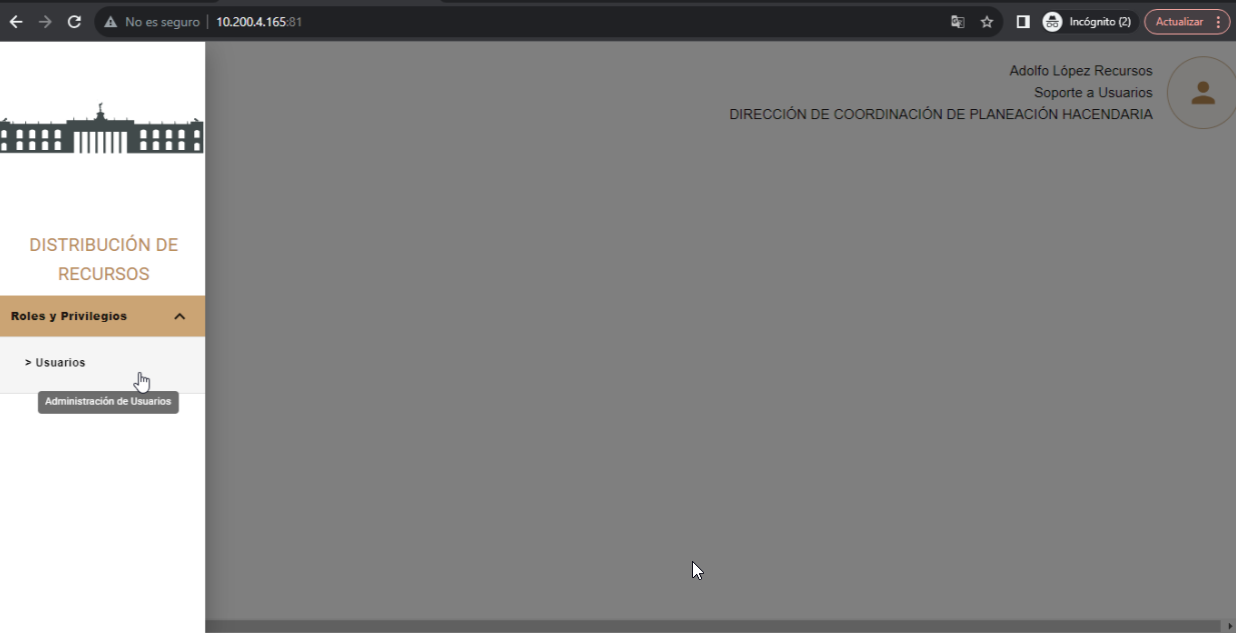 No es seguro
10.200.4.165:81
Incógnito (2)
Actualizar
Adolfo López Recursos
Soporte a Usuarios
DIRECCIÓN DE COORDINACIÓN DE PLANEACIÓN HACENDARIA
DISTRIBUCIÓN DE
RECURSOS
Roles y Privilegios
> Usuarios
Administración de Usuarios